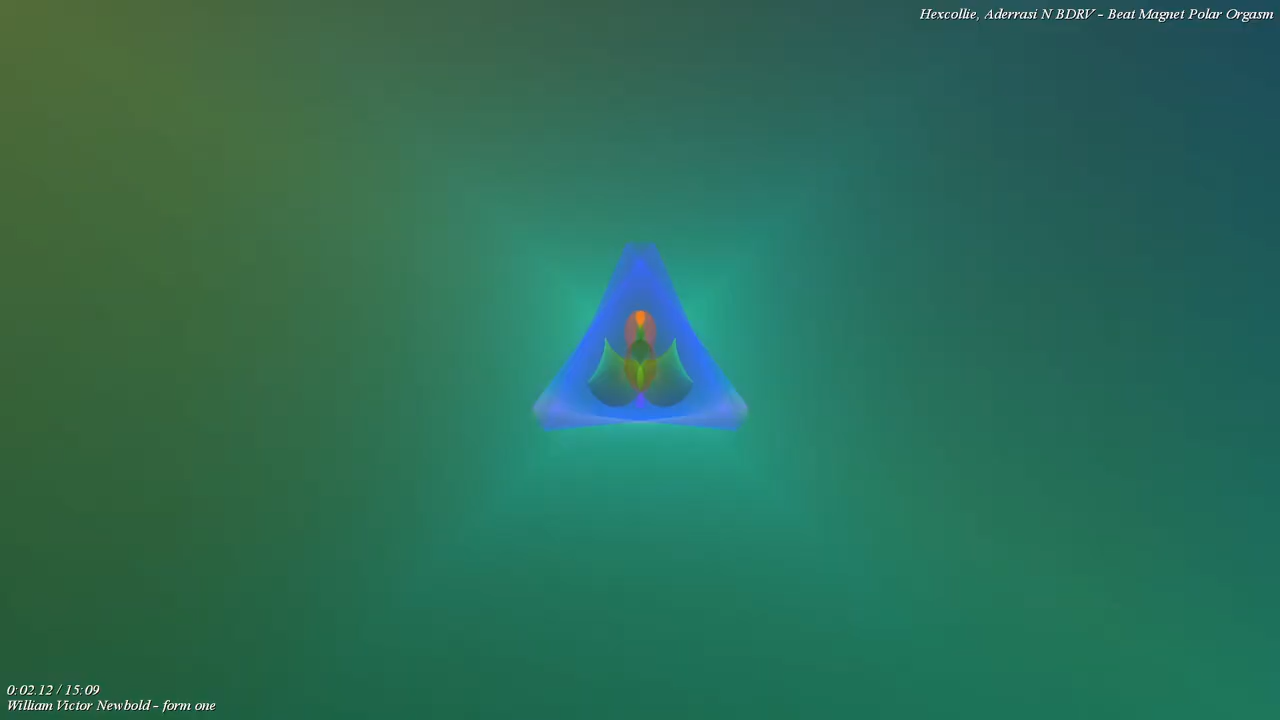 Hexcollie, Aderrasi N BDRV - Beat Magnet Polar Orgasm
0:02.12 / 15:09
William Victor Newbold - form one